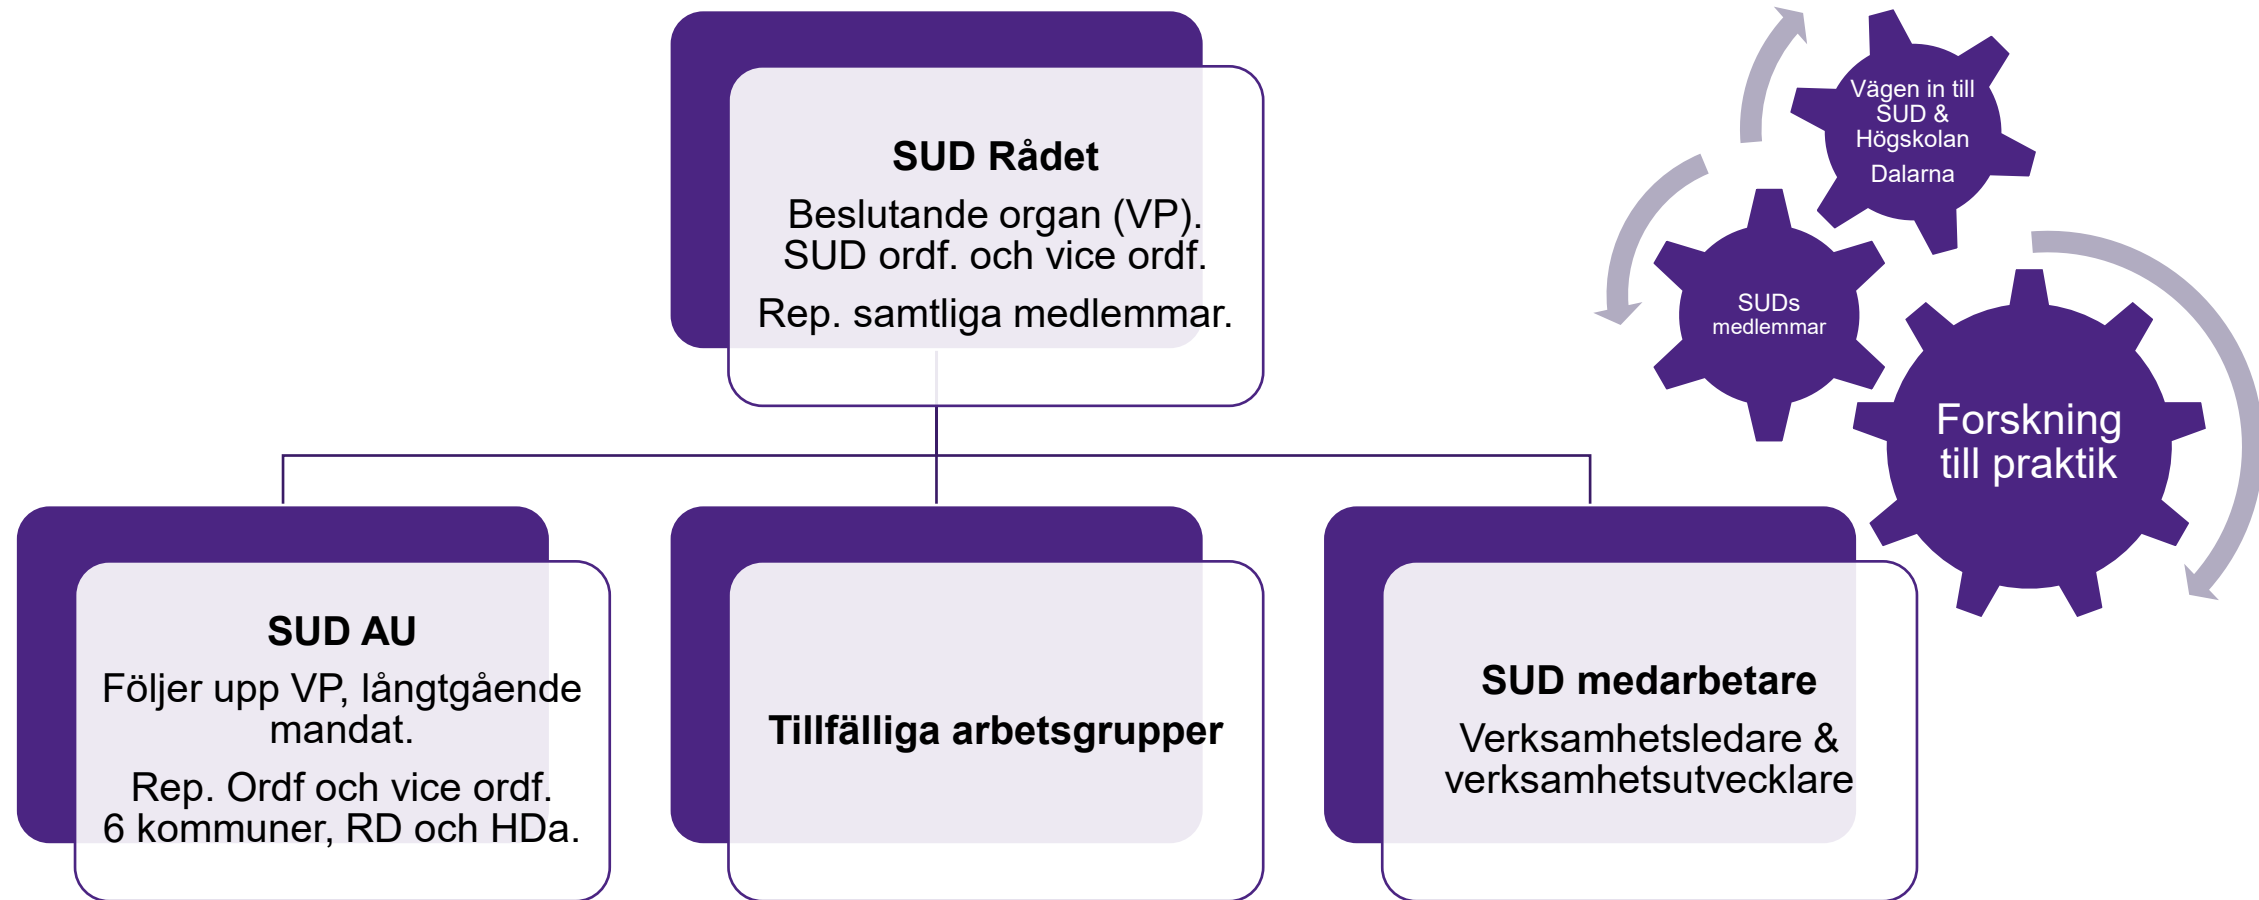 SUD Rådet
Beslutande organ (VP).
SUD ordf. och vice ordf.
Rep. samtliga medlemmar.
Vägen in till
SUD &
Högskolan
Dalarna
SUDs
medlemmar
Forskning
till praktik
SUD AU
Följer upp VP, långtgående
mandat.
Rep. Ordf och vice ordf.
6 kommuner, RD och HDa.
Tillfälliga arbetsgrupper
SUD medarbetare
Verksamhetsledare &
verksamhetsutvecklare